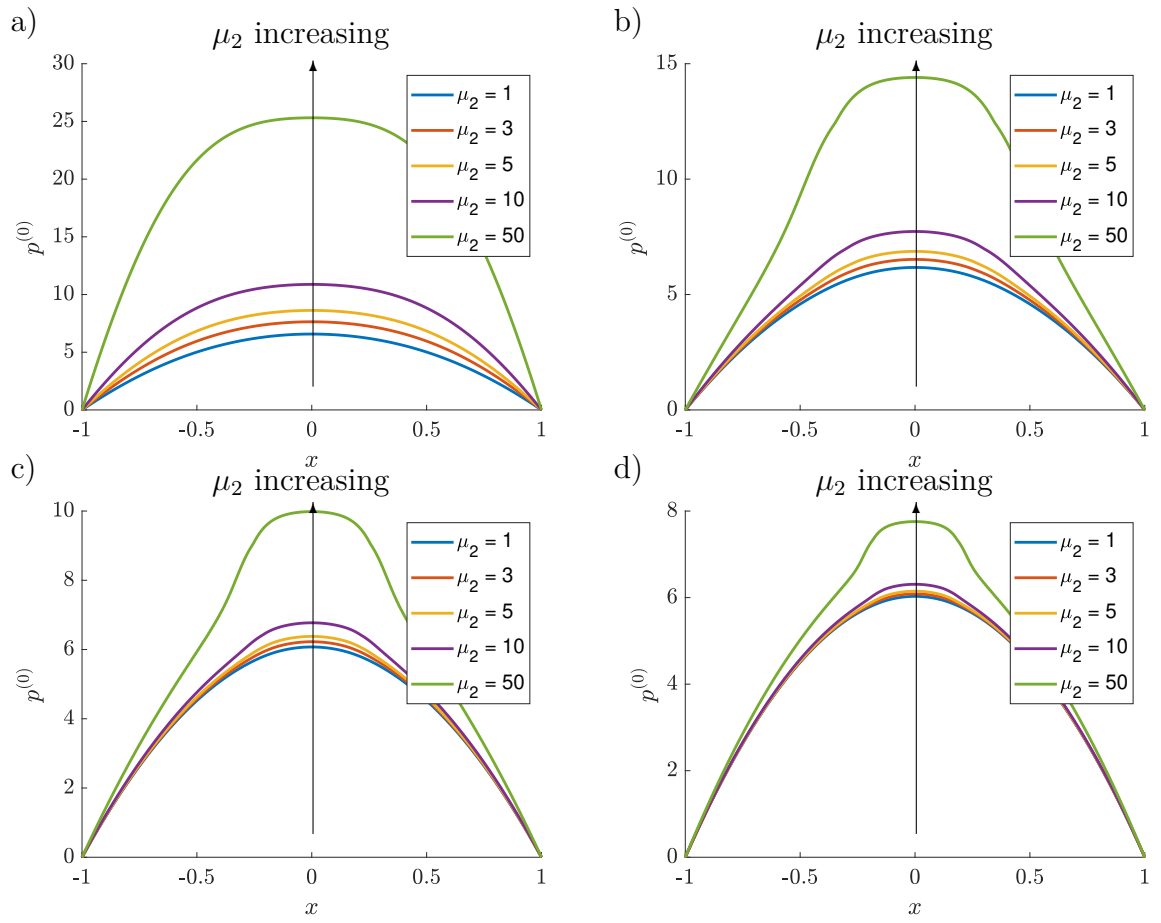 a)
μ₂ increasing
30
25
20
15
10
5
0
p⁽⁰⁾
-1 -0.5 0 0.5 1
x
μ₂ = 1
μ₂ = 3
μ₂ = 5
μ₂ = 10
μ₂ = 50
b)
μ₂ increasing
15
10
5
0
p⁽⁰⁾
-1 -0.5 0 0.5 1
x
μ₂ = 1
μ₂ = 3
μ₂ = 5
μ₂ = 10
μ₂ = 50
c)
μ₂ increasing
10
8
6
4
2
0
p⁽⁰⁾
-1 -0.5 0 0.5 1
x
μ₂ = 1
μ₂ = 3
μ₂ = 5
μ₂ = 10
μ₂ = 50
d)
μ₂ increasing
8
6
4
2
0
p⁽⁰⁾
-1 -0.5 0 0.5 1
x
μ₂ = 1
μ₂ = 3
μ₂ = 5
μ₂ = 10
μ₂ = 50